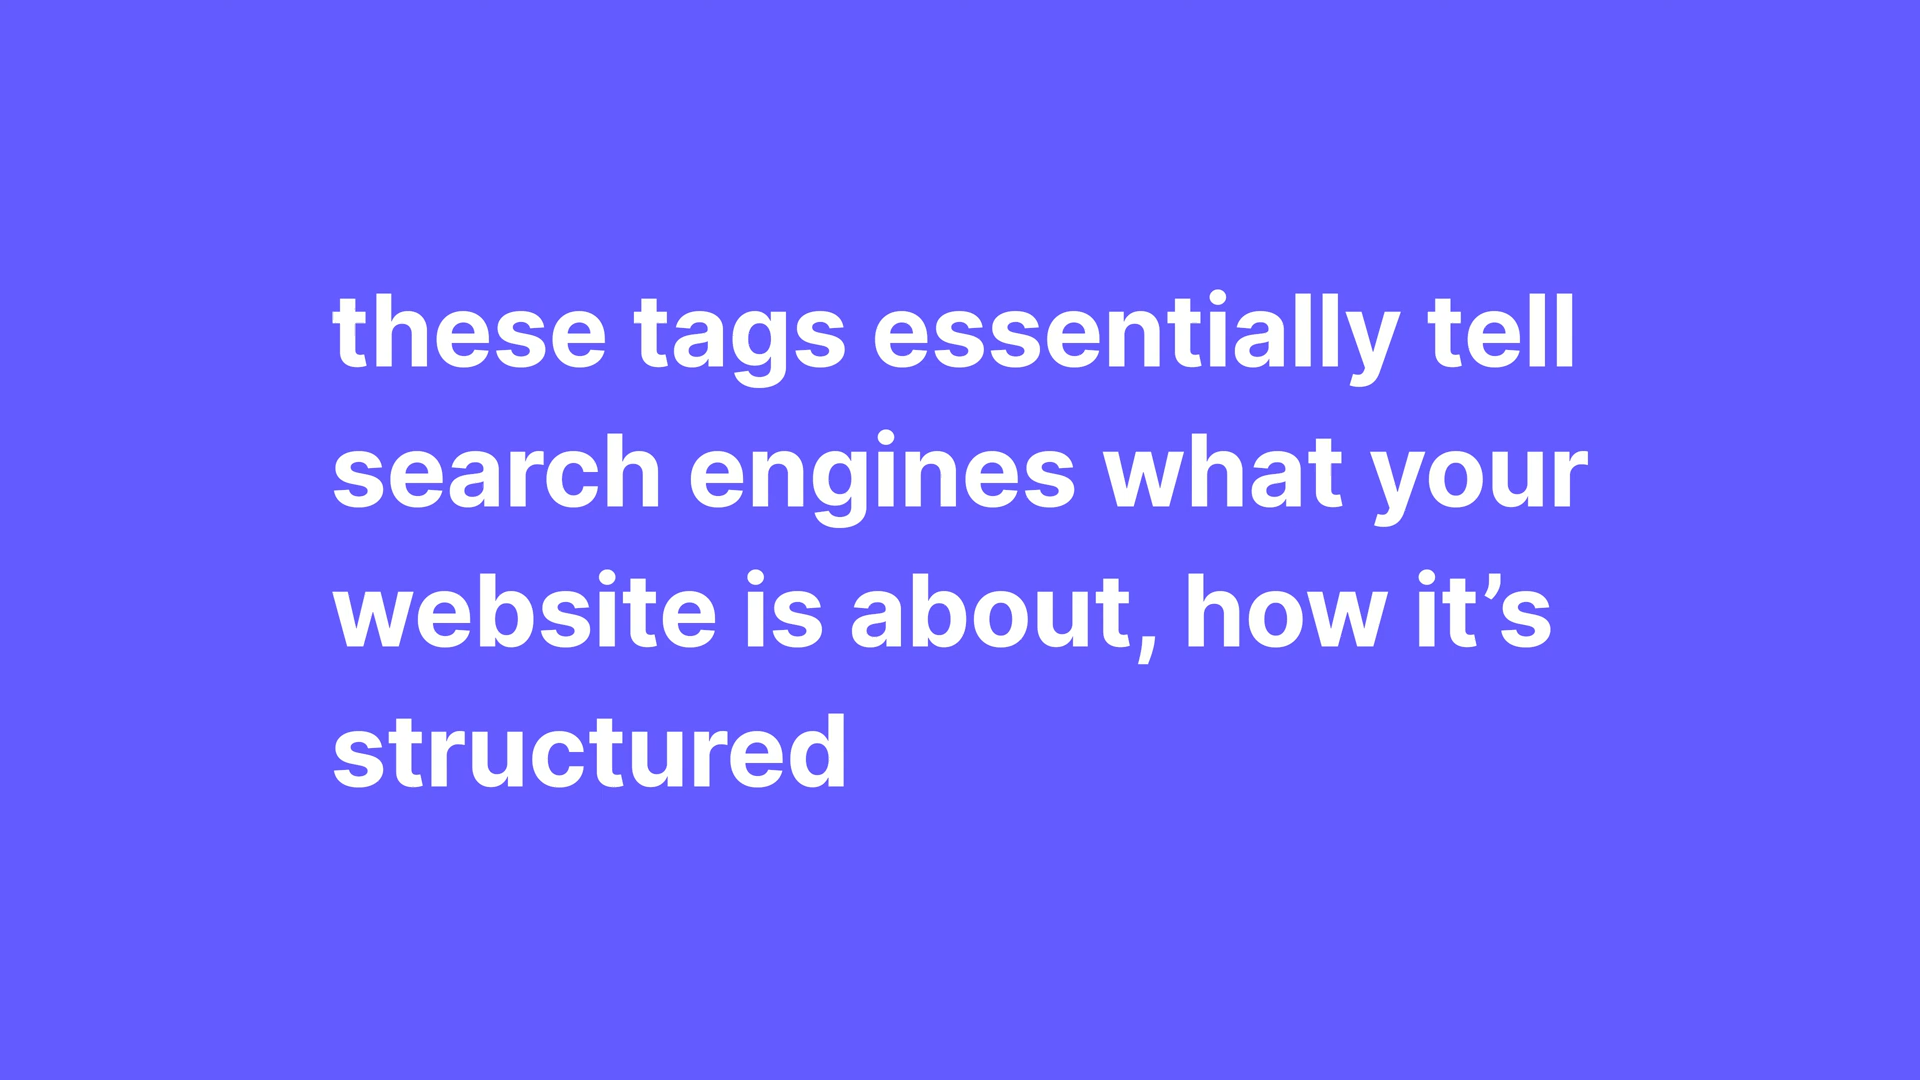 these tags essentially tell
search engines what your
website is about, how it’s
structured